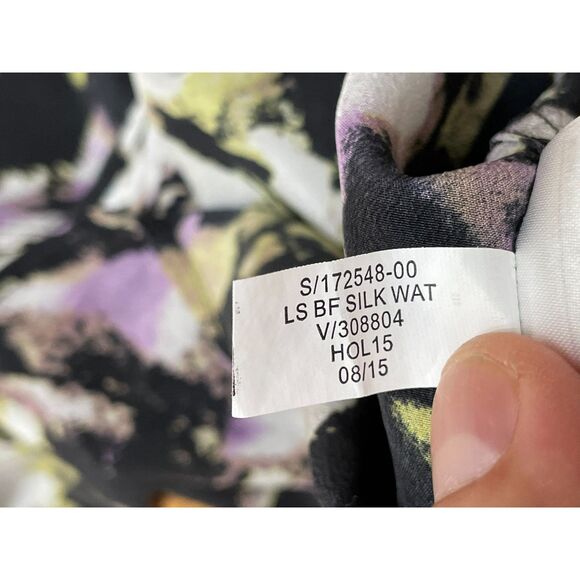 S/172548-00
LS BF SILK WAT
V/308804
HOL15
08/15